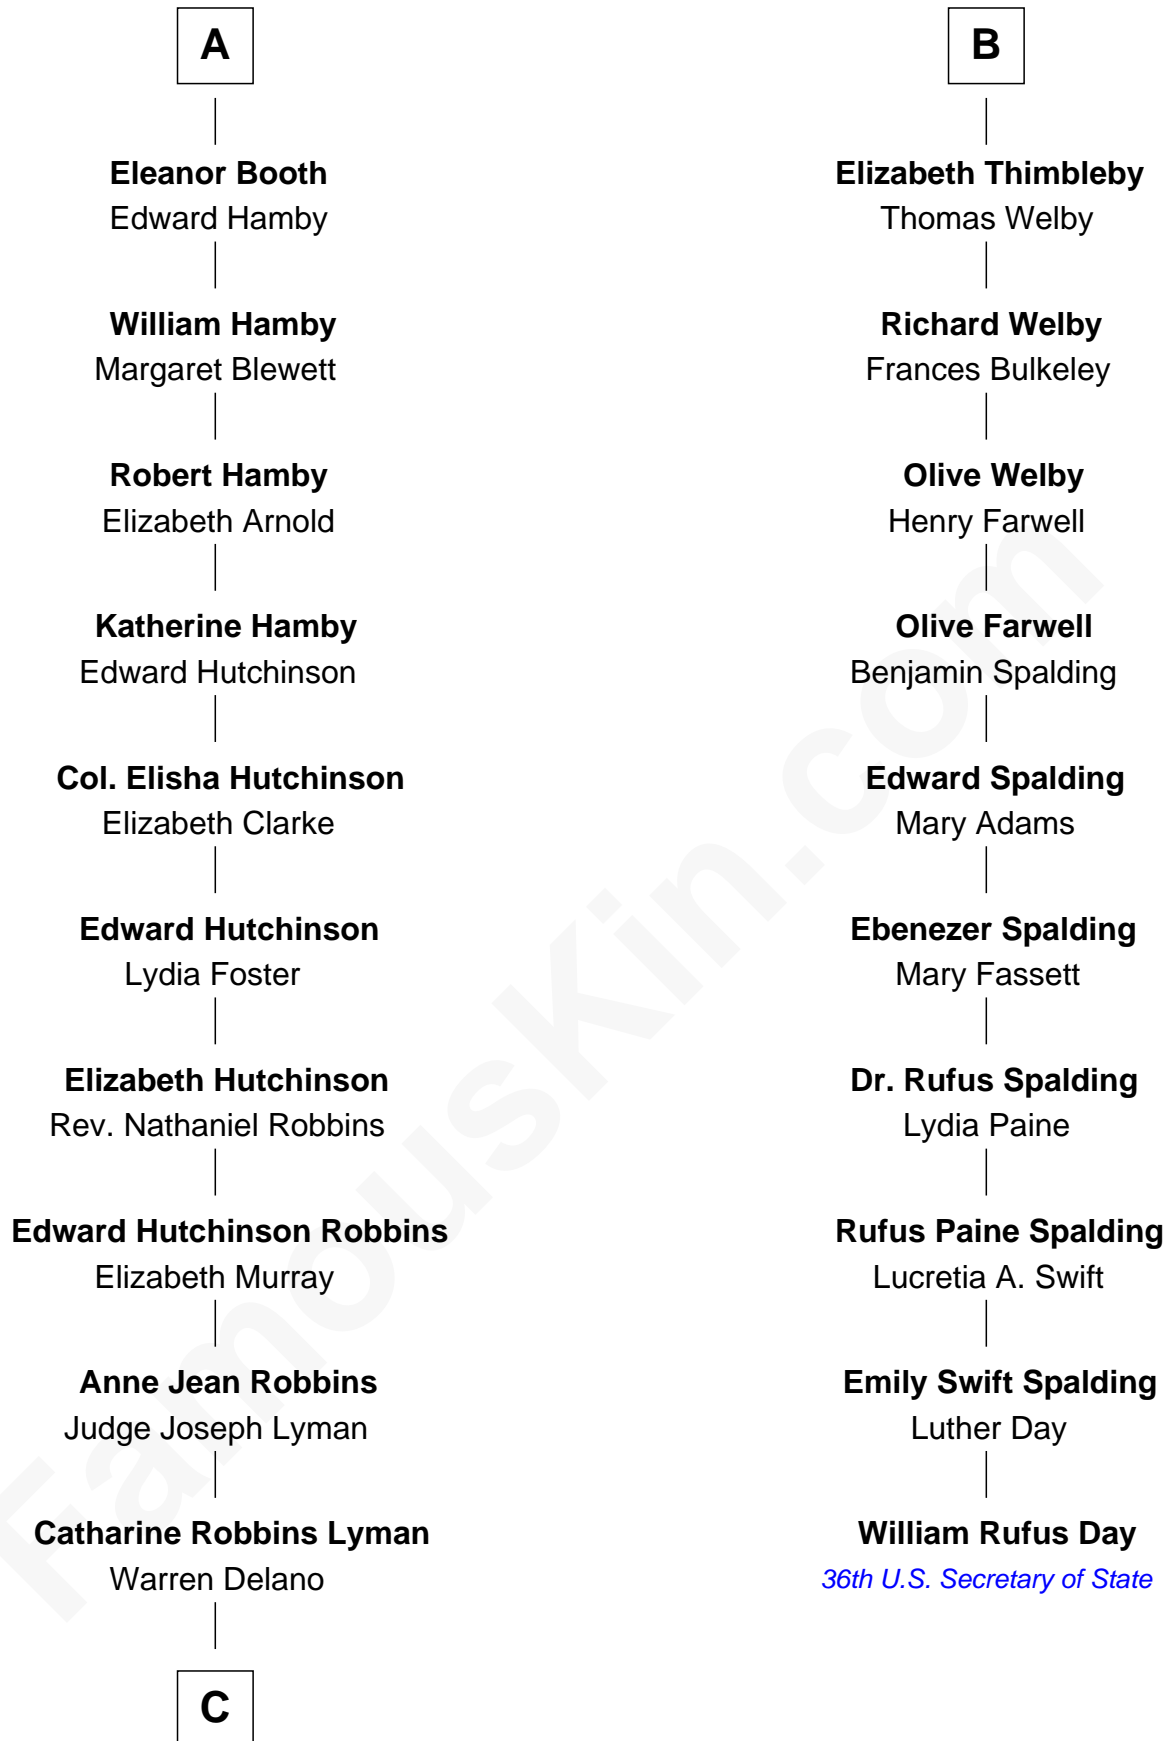 A
Eleanor Booth
Edward Hamby
William Hamby
Margaret Blewett
Robert Hamby
Elizabeth Arnold
Katherine Hamby
Edward Hutchinson
Col. Elisha Hutchinson
Elizabeth Clarke
Edward Hutchinson
Lydia Foster
Elizabeth Hutchinson
Rev. Nathaniel Robbins
Edward Hutchinson Robbins
Elizabeth Murray
Anne Jean Robbins
Judge Joseph Lyman
Catharine Robbins Lyman
Warren Delano
C
B
Elizabeth Thimbleby
Thomas Welby
Richard Welby
Frances Bulkeley
Olive Welby
Henry Farwell
Olive Farwell
Benjamin Spalding
Edward Spalding
Mary Adams
Ebenezer Spalding
Mary Fassett
Dr. Rufus Spalding
Lydia Paine
Rufus Paine Spalding
Lucretia A. Swift
Emily Swift Spalding
Luther Day
William Rufus Day
36th U.S. Secretary of State
FamousKin.com